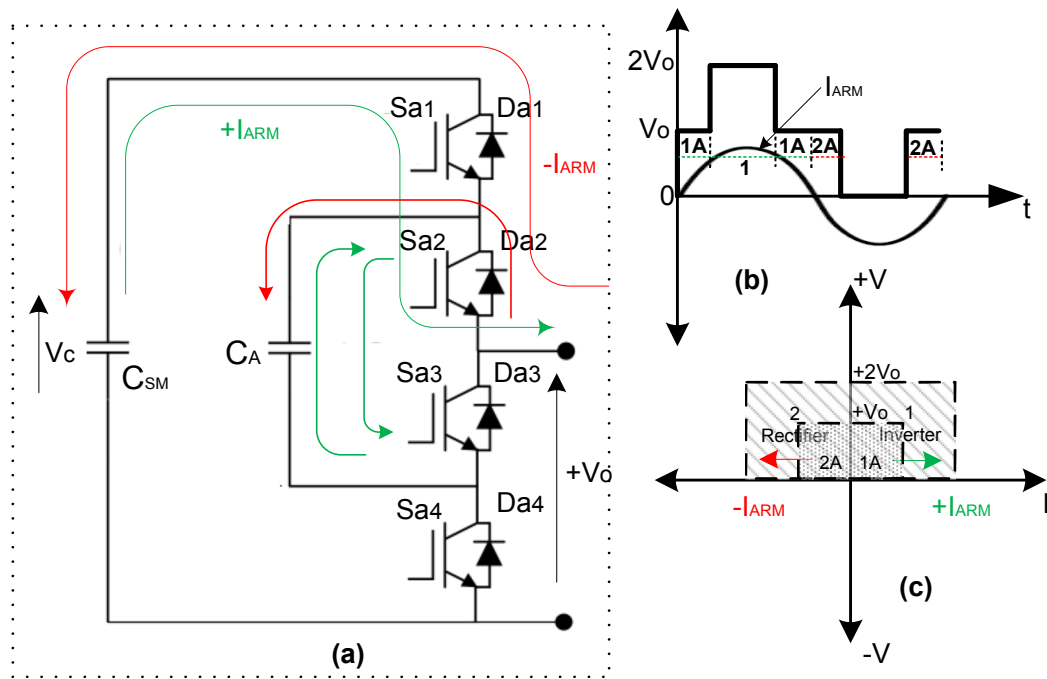 Sa1 Da1
+IARM
-IARM
Sa2 Da2
Vc
CSM
CA
Sa3 Da3
+Vo
Sa4 Da4
(a)
2Vo
IARM
Vo
1A 1A 2A 2A
1
0
t
(b)
+V
+2Vo
2 +Vo 1
Rectifier Inverter
2A 1A
-IARM +IARM
I
(c)
-V